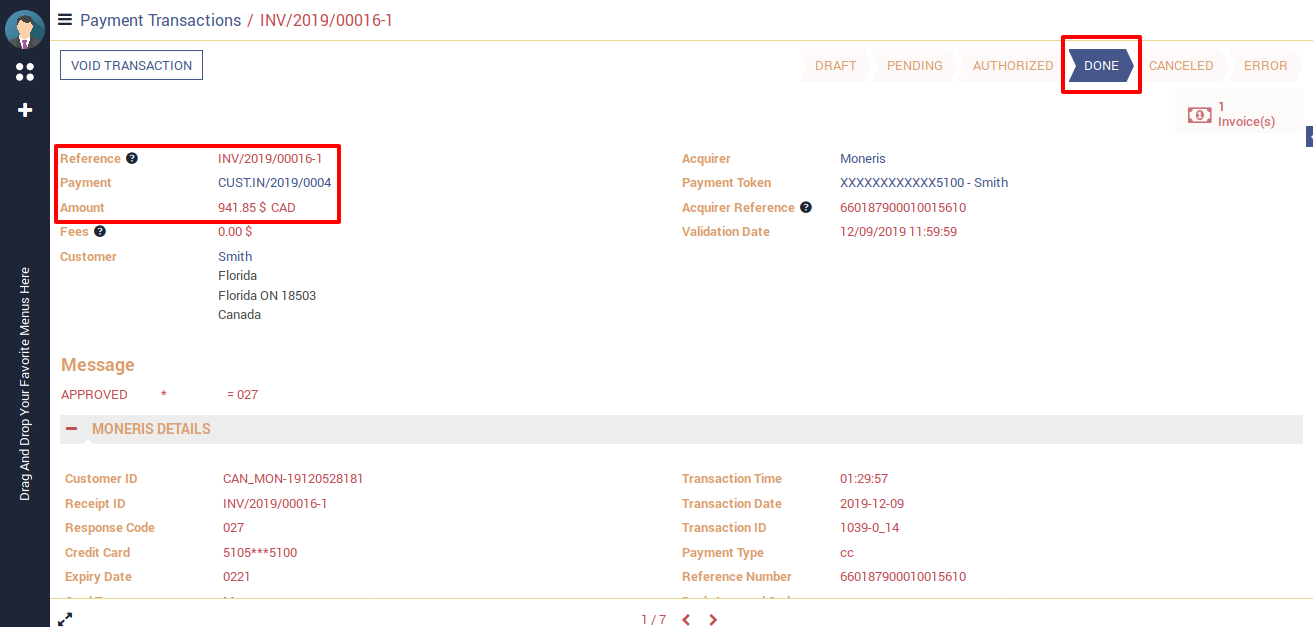 Payment Transactions / INV/2019/00016-1
VOID TRANSACTION
DRAFT PENDING AUTHORIZED DONE CANCELED ERROR
1
Invoice(s)
Reference ? INV/2019/00016-1
Payment CUST.IN/2019/0004
Amount 941.85 $ CAD
Fees ? 0.00 $
Customer Smith
Florida
Florida ON 18503
Canada
Acquirer Moneris
Payment Token XXXXXXXXXXXX5100 - Smith
Acquirer Reference ? 660187900010015610
Validation Date 12/09/2019 11:59:59
Message
APPROVED * = 027
MONERIS DETAILS
Customer ID CAN_MON-19120528181
Receipt ID INV/2019/00016-1
Response Code 027
Credit Card 5105***5100
Expiry Date 0221
Transaction Time 01:29:57
Transaction Date 2019-12-09
Transaction ID 1039-0_14
Payment Type cc
Reference Number 660187900010015610
1 / 7
Drag And Drop Your Favorite Menus Here